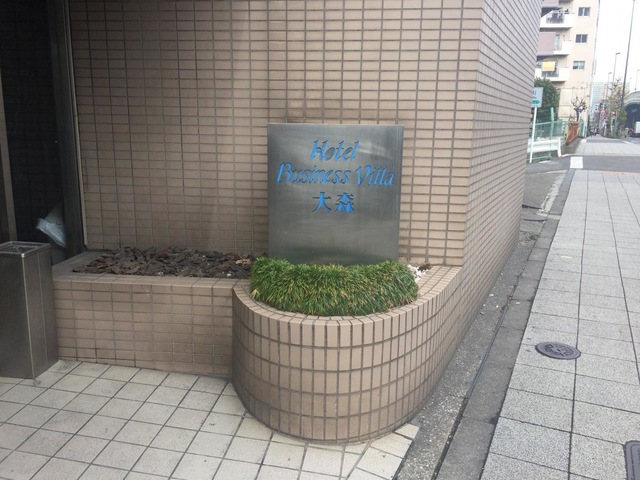 Hotel
Business Villa
大森